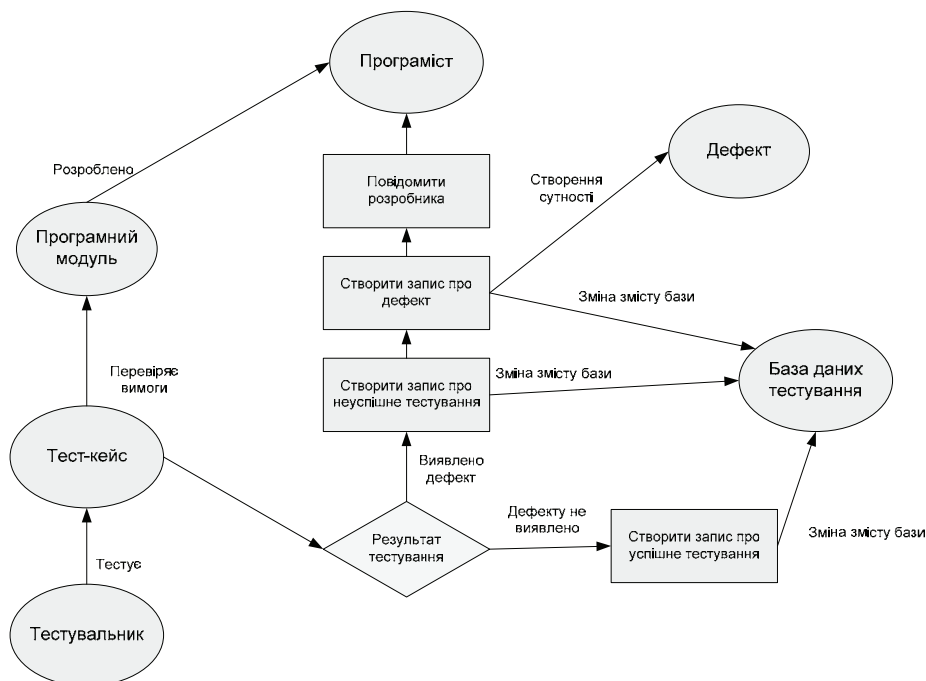 Програміст
Дефект
Розроблено
Повідомити
розробника
Створення
сутності
Програмний
модуль
Створити запис про
дефект
Зміна змісту бази
Перевіряє
вимоги
Створити запис про
неуспішне тестування
Зміна змісту бази
База даних
тестування
Тест-кейс
Виявлено
дефект
Дефекту не
виявлено
Результат
тестування
Створити запис про
успішне тестування
Зміна змісту бази
Тестує
Тестувальник